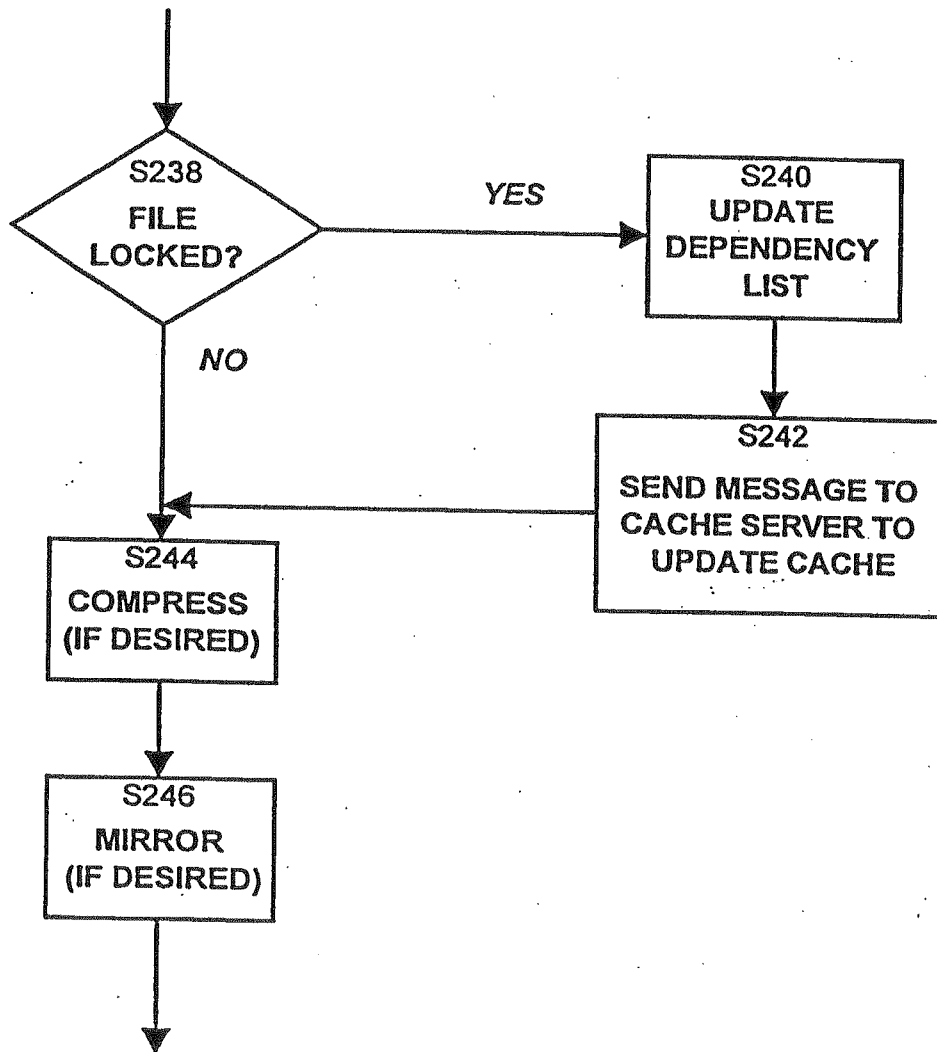 S238
FILE
LOCKED?
YES
NO
S240
UPDATE
DEPENDENCY
LIST
S242
SEND MESSAGE TO
CACHE SERVER TO
UPDATE CACHE
S244
COMPRESS
(IF DESIRED)
S246
MIRROR
(IF DESIRED)